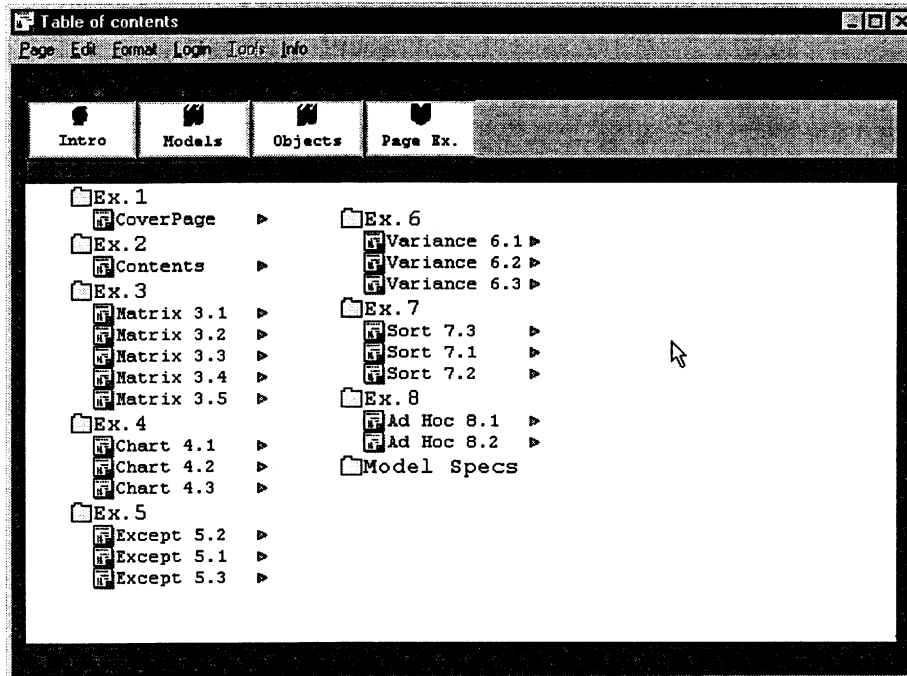 Table of contents
Page Edit Format Login Tools Info
Intro Models Objects Page Ex.
Ex.1
CoverPage
Ex.2
Contents
Ex.3
Matrix 3.1
Matrix 3.2
Matrix 3.3
Matrix 3.4
Matrix 3.5
Ex.4
Chart 4.1
Chart 4.2
Chart 4.3
Ex.5
Except 5.2
Except 5.1
Except 5.3
Ex.6
Variance 6.1
Variance 6.2
Variance 6.3
Ex.7
Sort 7.3
Sort 7.1
Sort 7.2
Ex.8
Ad Hoc 8.1
Ad Hoc 8.2
Model Specs